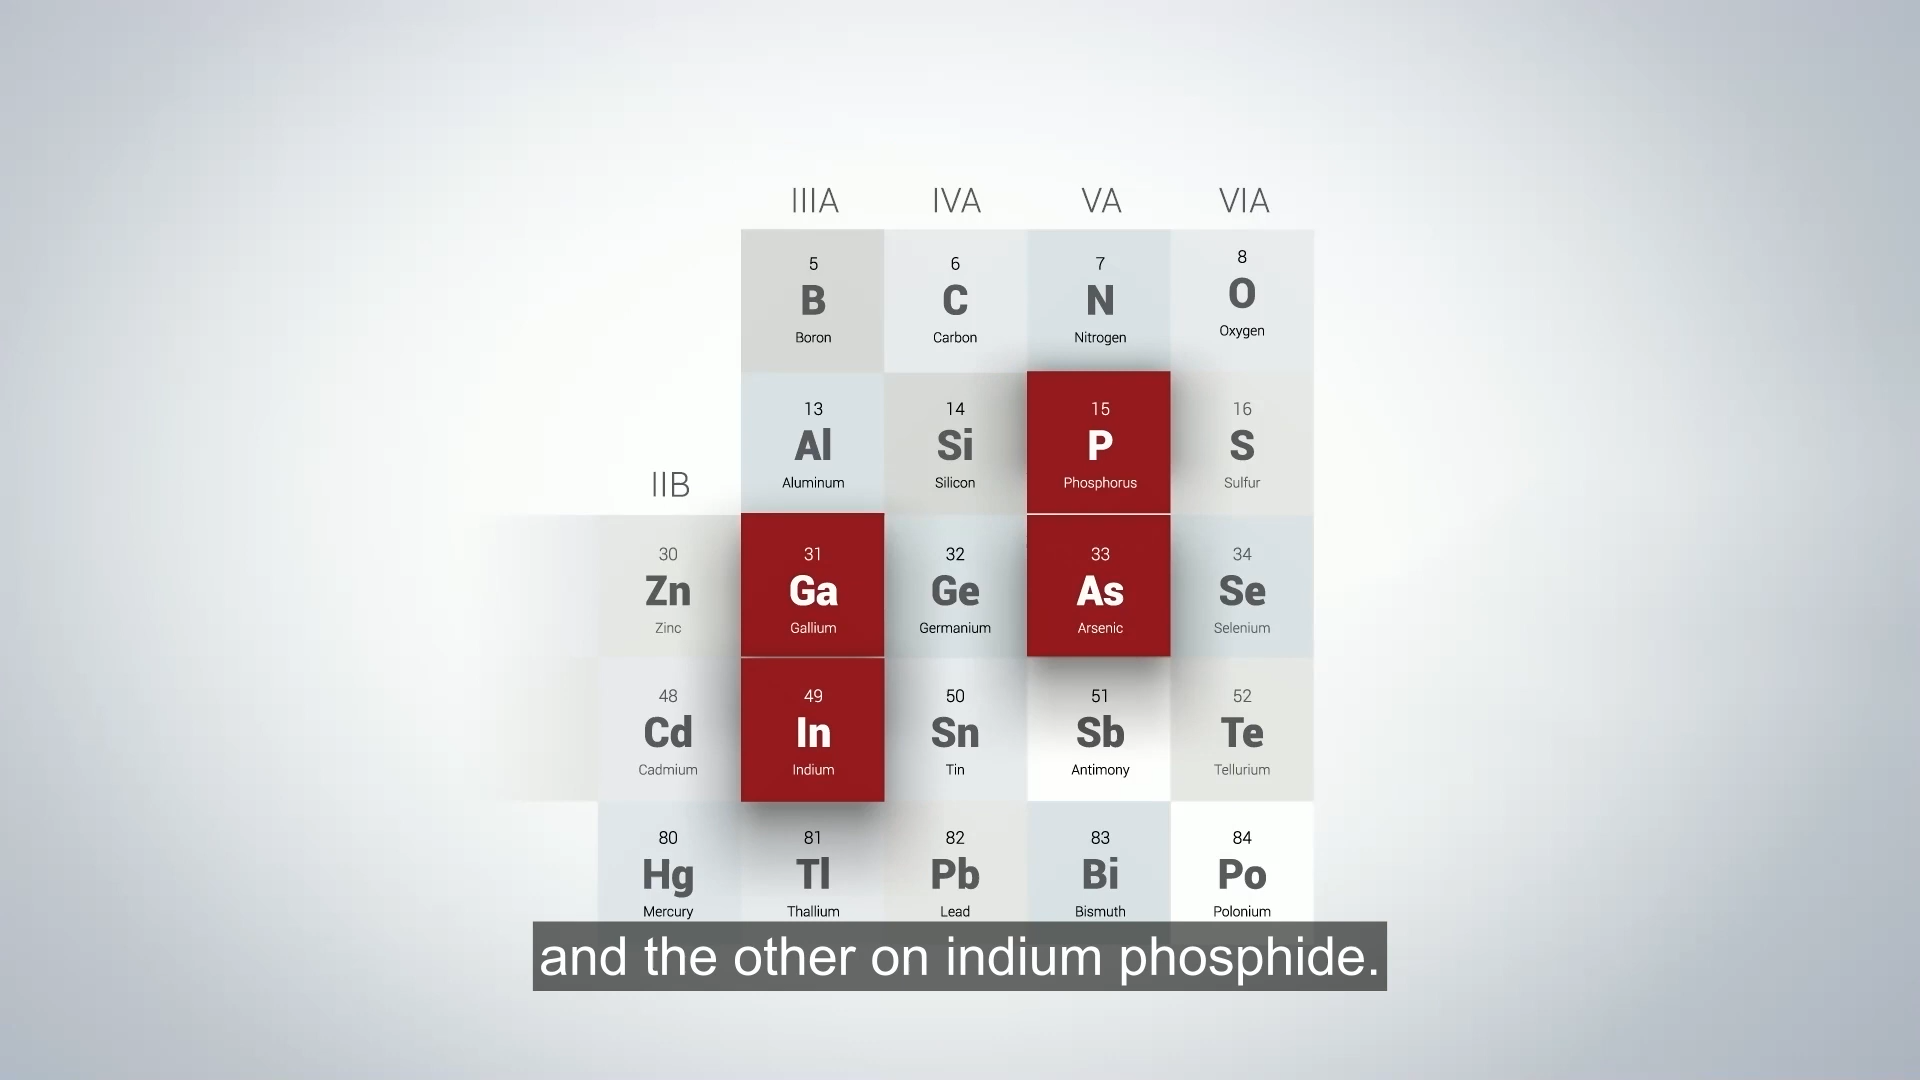 IIIA IVA VA VIA
5 6 7 8
B C N O
Boron Carbon Nitrogen Oxygen
13 14 15 16
Al Si P S
Aluminum Silicon Phosphorus Sulfur
IIB
30 31 32 33 34
Zn Ga Ge As Se
Zinc Gallium Germanium Arsenic Selenium
48 49 50 51 52
Cd In Sn Sb Te
Cadmium Indium Tin Antimony Tellurium
80 81 82 83 84
Hg Tl Pb Bi Po
Mercury Thallium Lead Bismuth Polonium
and the other on indium phosphide.